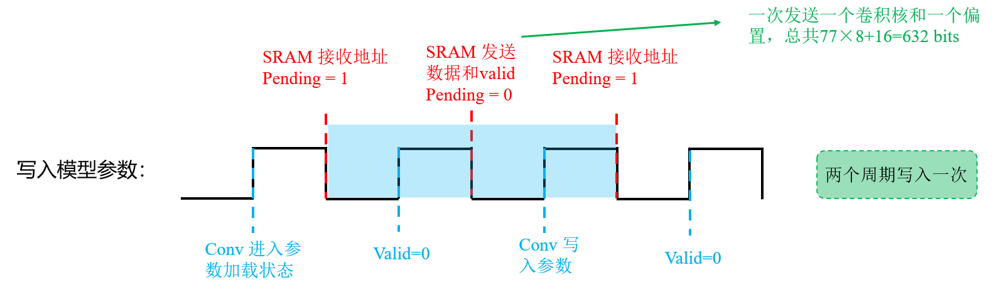 一次发送一个卷积核和一个偏
置，总共77×8+16=632 bits
SRAM 接收地址
Pending = 1
SRAM 发送
数据和valid
Pending = 0
SRAM 接收地址
Pending = 1
写入模型参数：
两个周期写入一次
Conv 进入参
数加载状态
Valid=0
Conv 写
入参数
Valid=0